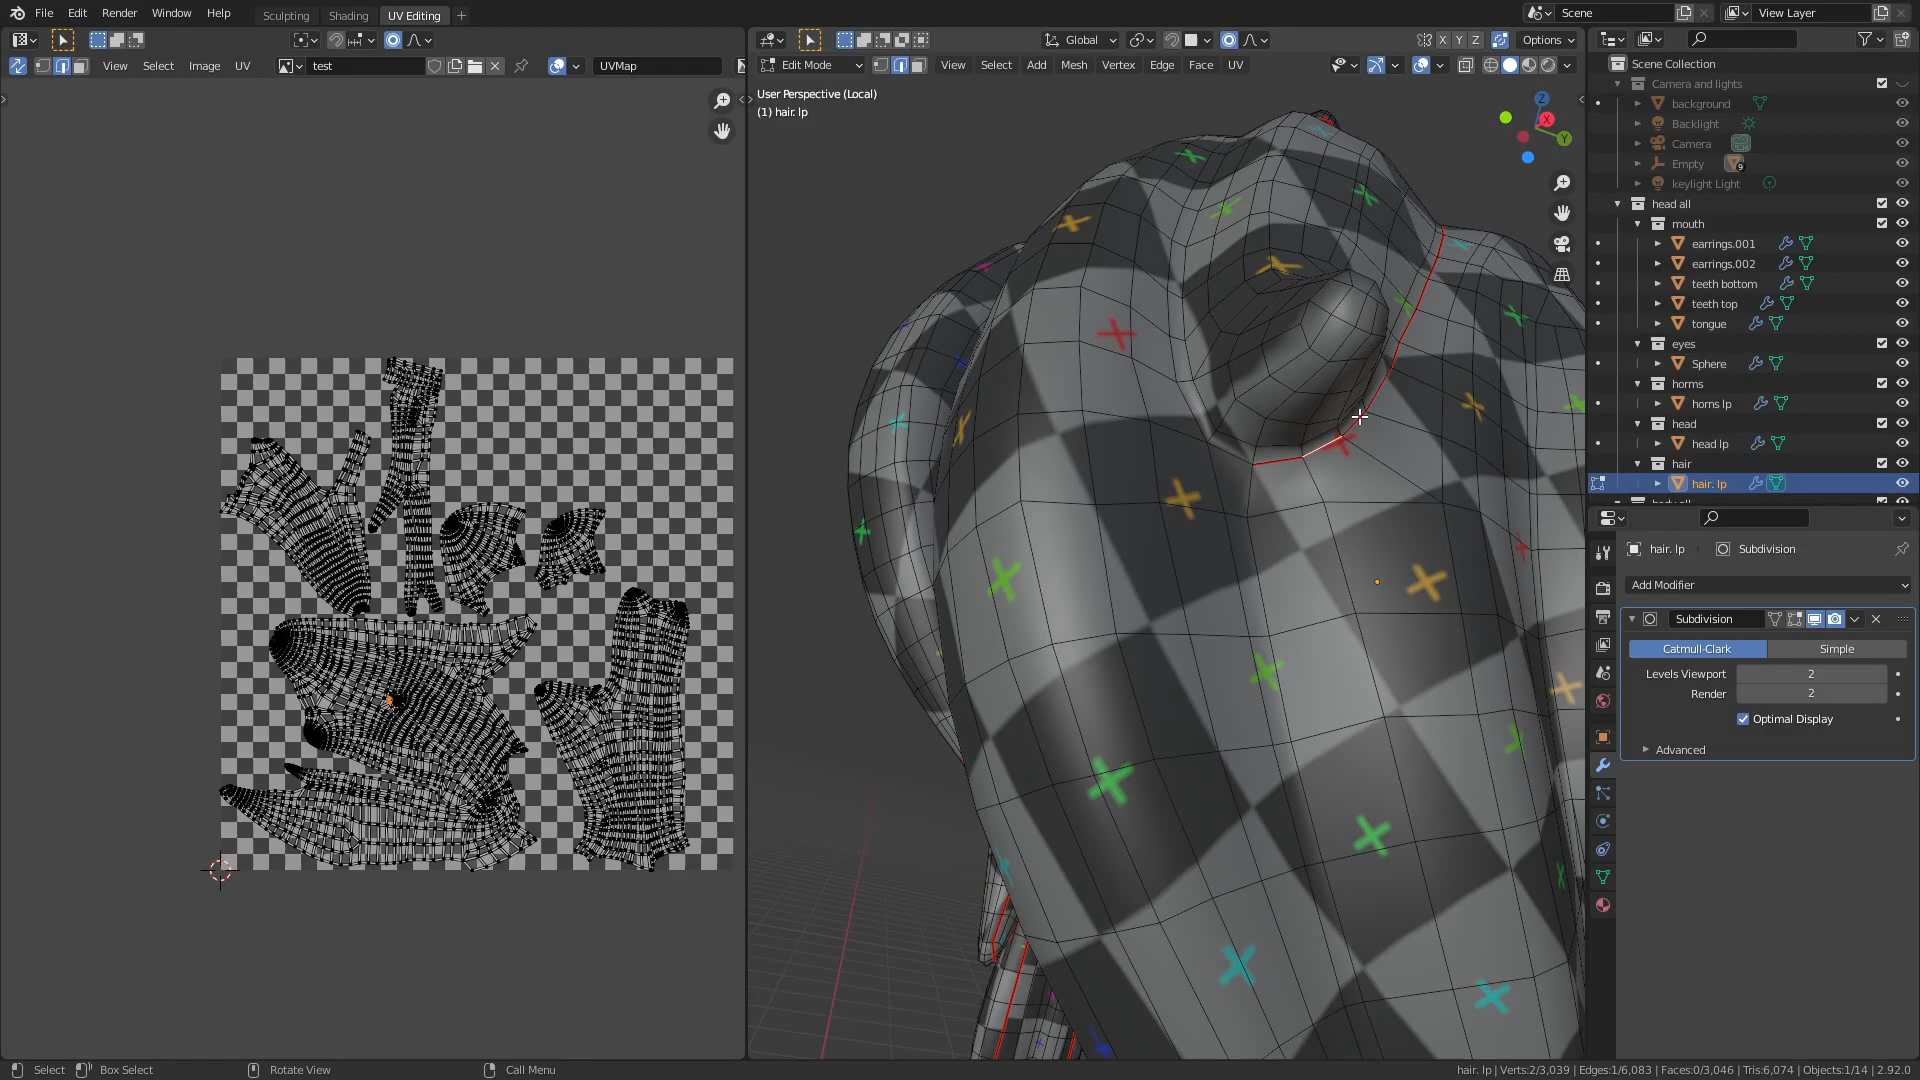 File Edit Render Window Help Sculpting Shading UV Editing + Scene View Layer
Global X Y Z Options
View Select Image UV test UVMap Edit Mode View Select Add Mesh Vertex Edge Face UV
User Perspective (Local)
(1) hair. lp
Z
X
Y
Scene Collection
Camera and lights
background
Backlight
Camera
Empty 9
keylight Light
head all
mouth
earrings.001
earrings.002
teeth bottom
teeth top
tongue
eyes
Sphere
horms
horns lp
head
head lp
hair
hair. lp
hair. lp Subdivision
Add Modifier
Subdivision
Catmull-Clark Simple
Levels Viewport 2
Render 2
Optimal Display
Advanced
Select Box Select Rotate View Call Menu hair. lp | Verts:2/3,039 | Edges:1/6,083 | Faces:0/3,046 | Tris:6,074 | Objects:1/14 | 2.92.0